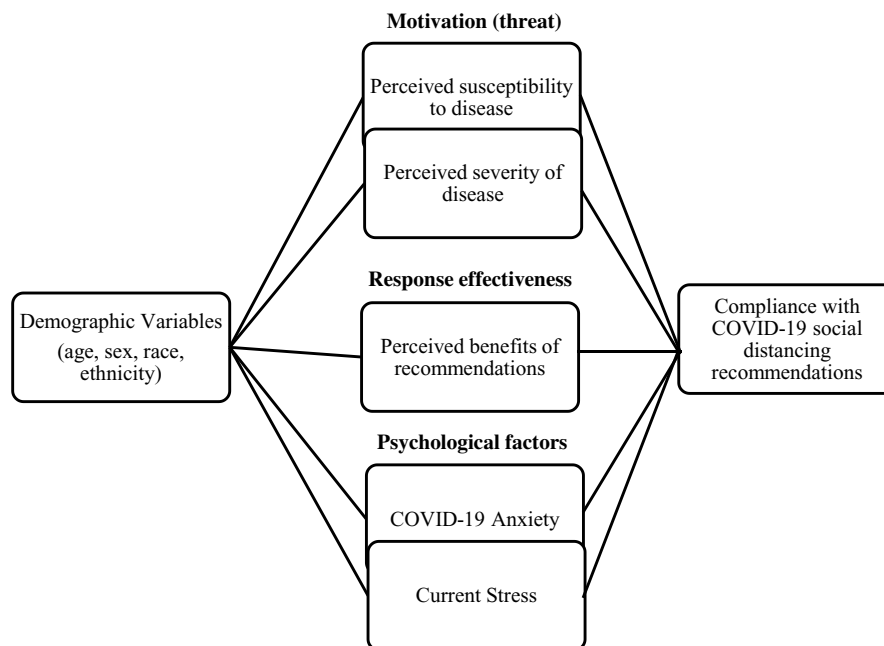 Motivation (threat)
Perceived susceptibility
to disease
Perceived severity of
disease
Response effectiveness
Demographic Variables
(age, sex, race,
ethnicity)
Perceived benefits of
recommendations
Compliance with
COVID-19 social
distancing
recommendations
Psychological factors
COVID-19 Anxiety
Current Stress